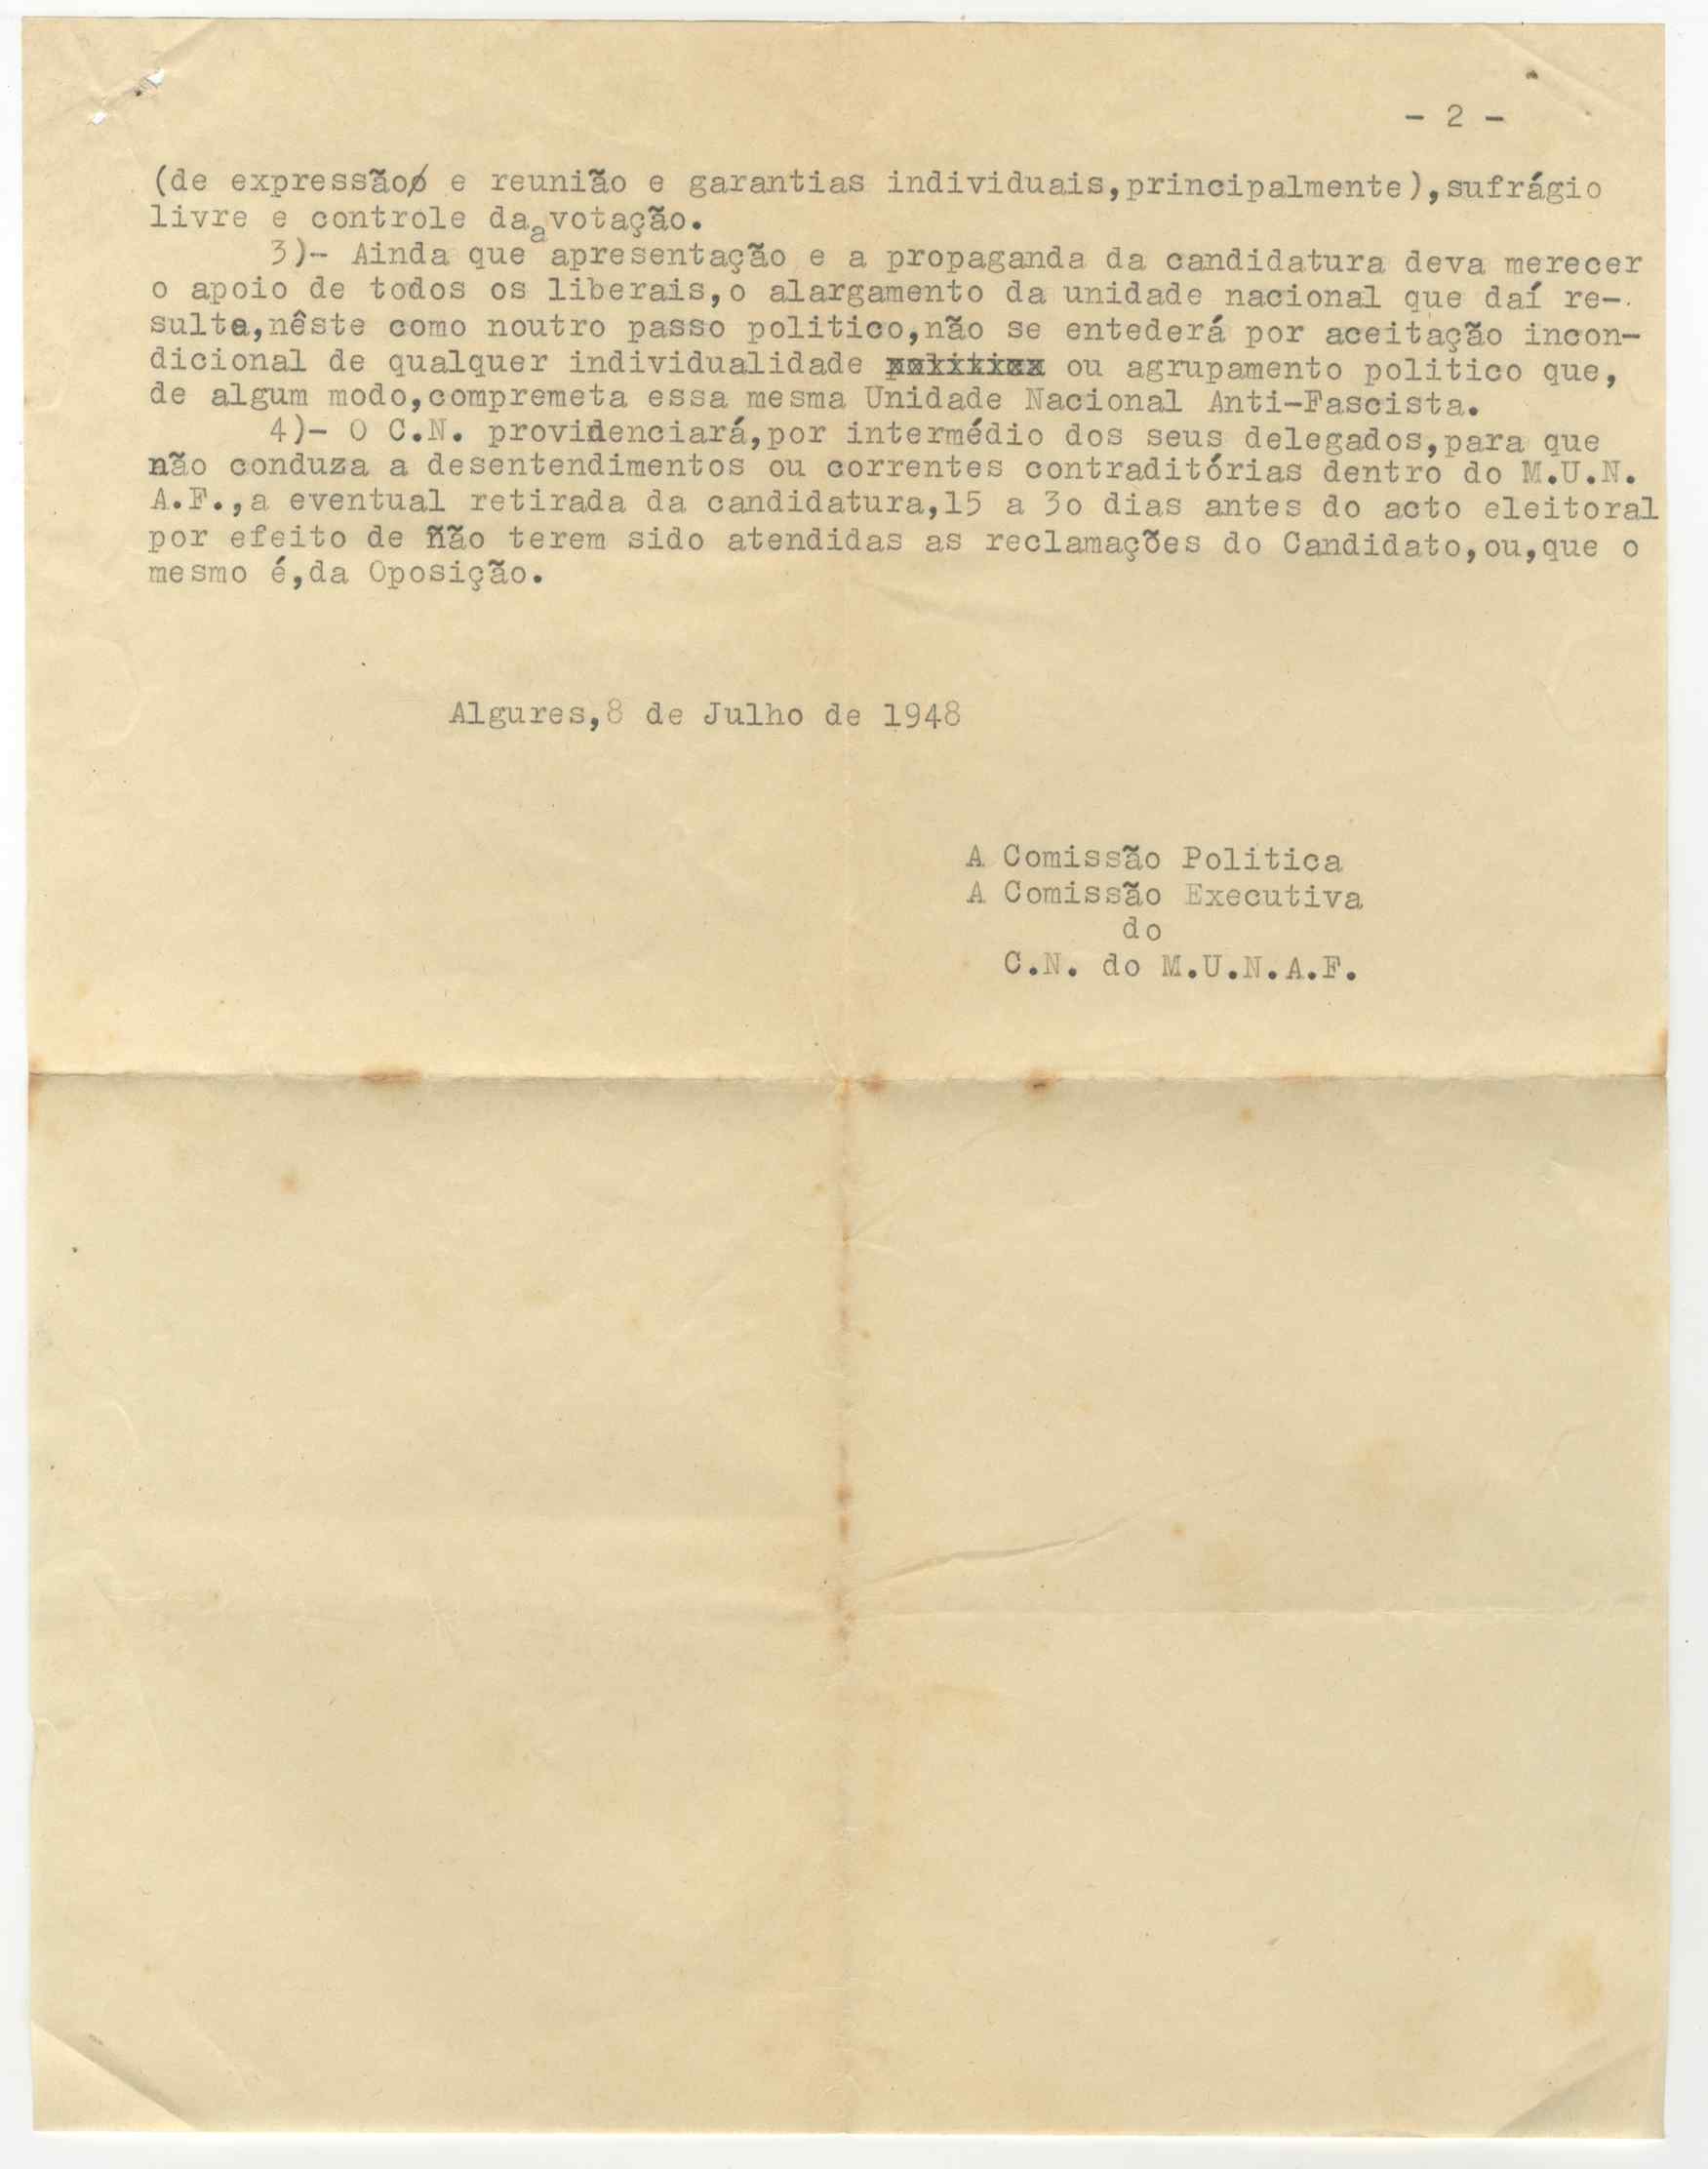 - 2 -
(de expressão e reunião e garantias individuais,principalmente),sufrágio
livre e controle da votação.
3)- Ainda que a apresentação e a propaganda da candidatura deva merecer
o apoio de todos os liberais,o alargamento da unidade nacional que daí re-
sulte,nêste como noutro passo politico,não se entederá por aceitação incon-
dicional de qualquer individualidade ou agrupamento politico que,
de algum modo,compremeta essa mesma Unidade Nacional Anti-Fascista.
4)- O C.N. providenciará,por intermédio dos seus delegados,para que
não conduza a desentendimentos ou correntes contraditórias dentro do M.U.N.
A.F.,a eventual retirada da candidatura,15 a 3o dias antes do acto eleitoral
por efeito de não terem sido atendidas as reclamações do Candidato,ou,que o
mesmo é,da Oposição.
Algures,8 de Julho de 1948
A Comissão Politica
A Comissão Executiva
do
C.N. do M.U.N.A.F.